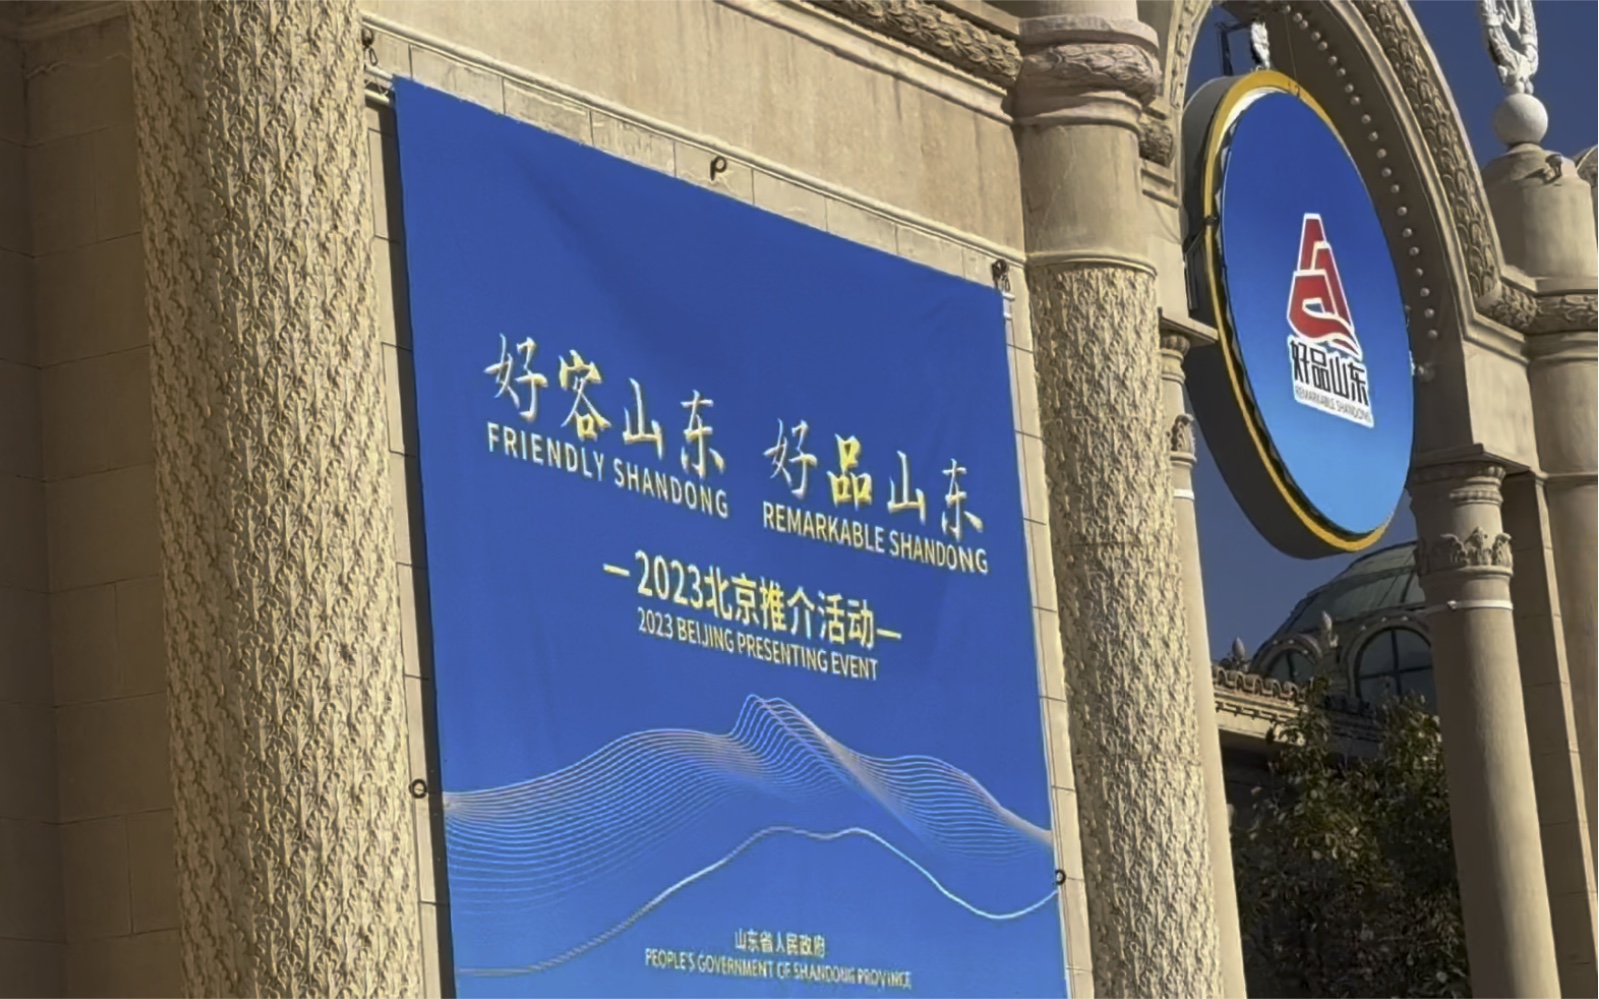 好客山东 好品山东
FRIENDLY SHANDONG REMARKABLE SHANDONG
—2023北京推介活动—
2023 BEIJING PRESENTING EVENT
山东省人民政府
PEOPLE'S GOVERNMENT OF SHANDONG PROVINCE
好品山东
REMARKABLE SHANDONG